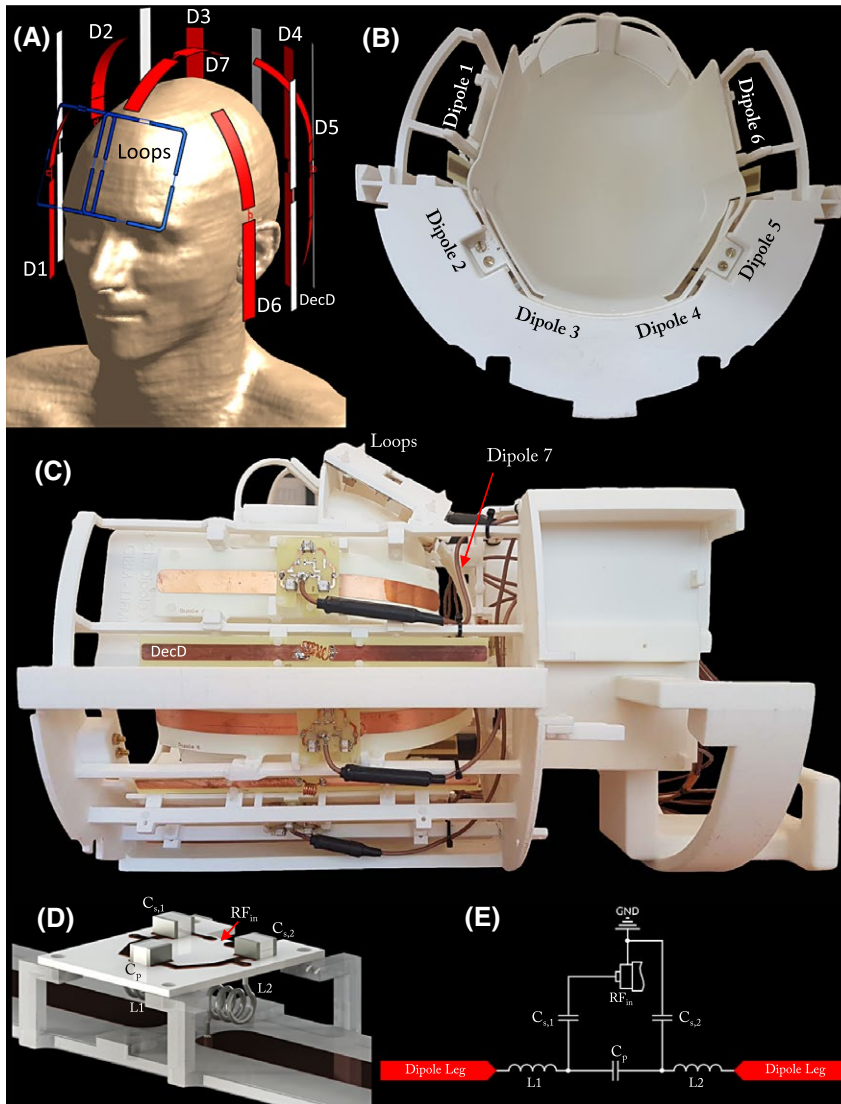 (A)
D2
D3
D4
D7
D5
Loops
D1
D6
DecD
(B)
Dipole 1
Dipole 6
Dipole 2
Dipole 5
Dipole 3
Dipole 4
(C)
Loops
Dipole 7
DecD
(D)
Cs,1
RFin
Cs,2
Cp
L1
L2
(E)
GND
RFin
Cs,1
Cs,2
Cp
Dipole Leg
L1
L2
Dipole Leg